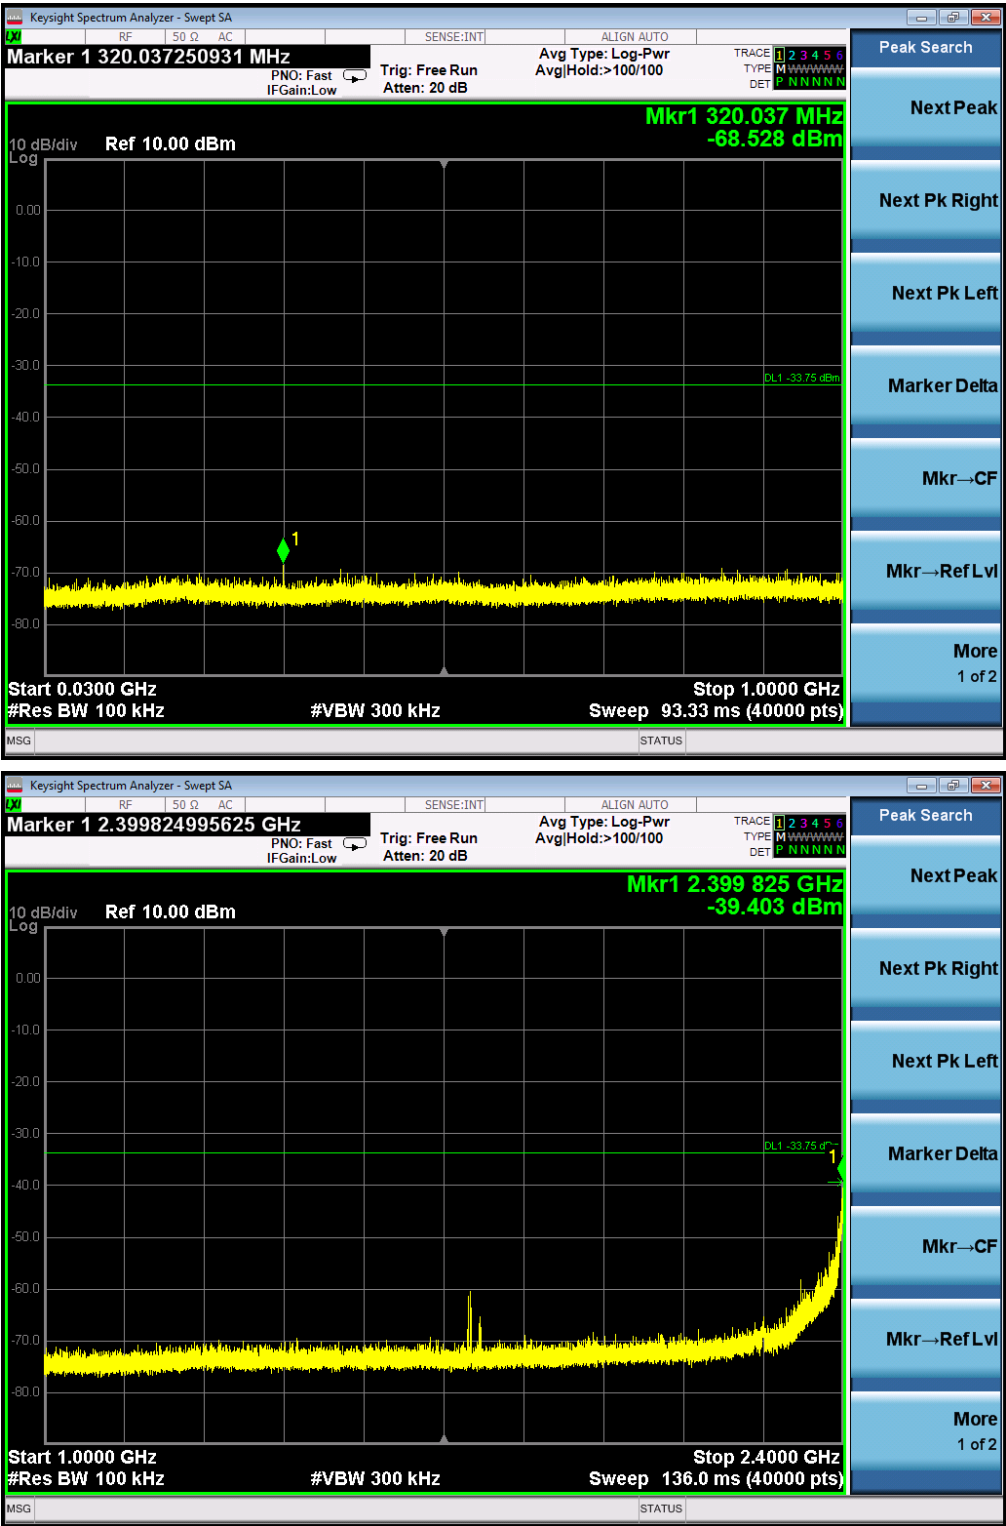 Keysight Spectrum Analyzer - Swept SA
LXI RF 50 Ω AC SENSE:INT ALIGN AUTO
Marker 1 320.037250931 MHz
PNO: Fast
IFGain:Low
Trig: Free Run
Atten: 20 dB
Avg Type: Log-Pwr
Avg|Hold:>100/100
TRACE 1 2 3 4 5 6
TYPE M WWWWW
DET P N N N N N
Peak Search
Mkr1 320.037 MHz
-68.528 dBm
10 dB/div Ref 10.00 dBm
Log
0.00
-10.0
-20.0
-30.0
DL1 -33.75 dBm
-40.0
-50.0
-60.0
1
-70.0
-80.0
Start 0.0300 GHz Stop 1.0000 GHz
#Res BW 100 kHz #VBW 300 kHz Sweep 93.33 ms (40000 pts)
MSG STATUS
Next Peak
Next Pk Right
Next Pk Left
Marker Delta
Mkr→CF
Mkr→Ref Lvl
More
1 of 2
Keysight Spectrum Analyzer - Swept SA
LXI RF 50 Ω AC SENSE:INT ALIGN AUTO
Marker 1 2.399824995625 GHz
PNO: Fast
IFGain:Low
Trig: Free Run
Atten: 20 dB
Avg Type: Log-Pwr
Avg|Hold:>100/100
TRACE 1 2 3 4 5 6
TYPE M WWWWW
DET P N N N N N
Peak Search
Mkr1 2.399 825 GHz
-39.403 dBm
10 dB/div Ref 10.00 dBm
Log
0.00
-10.0
-20.0
-30.0
DL1 -33.75
1
-40.0
-50.0
-60.0
-70.0
-80.0
Start 1.0000 GHz Stop 2.4000 GHz
#Res BW 100 kHz #VBW 300 kHz Sweep 136.0 ms (40000 pts)
MSG STATUS
Next Peak
Next Pk Right
Next Pk Left
Marker Delta
Mkr→CF
Mkr→Ref Lvl
More
1 of 2